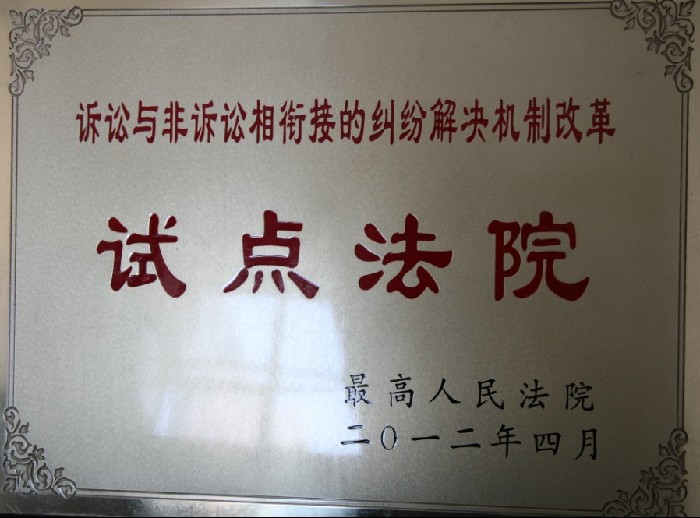 诉讼与非诉讼相衔接的纠纷解决机制改革
试点法院
最高人民法院
二〇一二年四月